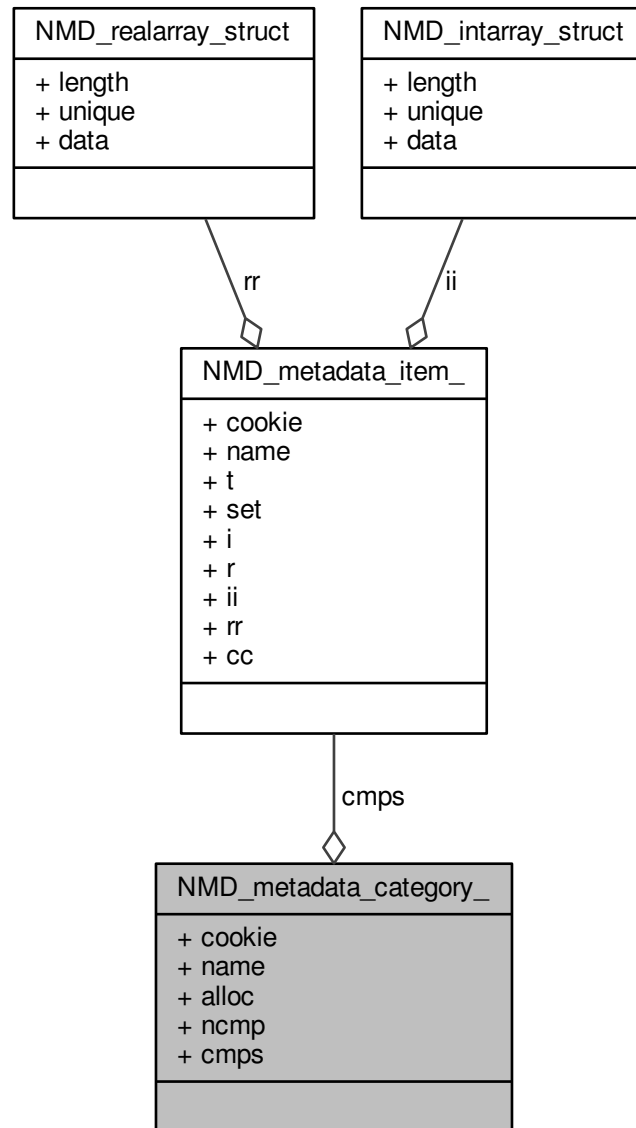 NMD_realarray_struct
+ length
+ unique
+ data
NMD_intarray_struct
+ length
+ unique
+ data
rr
ii
NMD_metadata_item_
+ cookie
+ name
+ t
+ set
+ i
+ r
+ ii
+ rr
+ cc
cmps
NMD_metadata_category_
+ cookie
+ name
+ alloc
+ ncmp
+ cmps